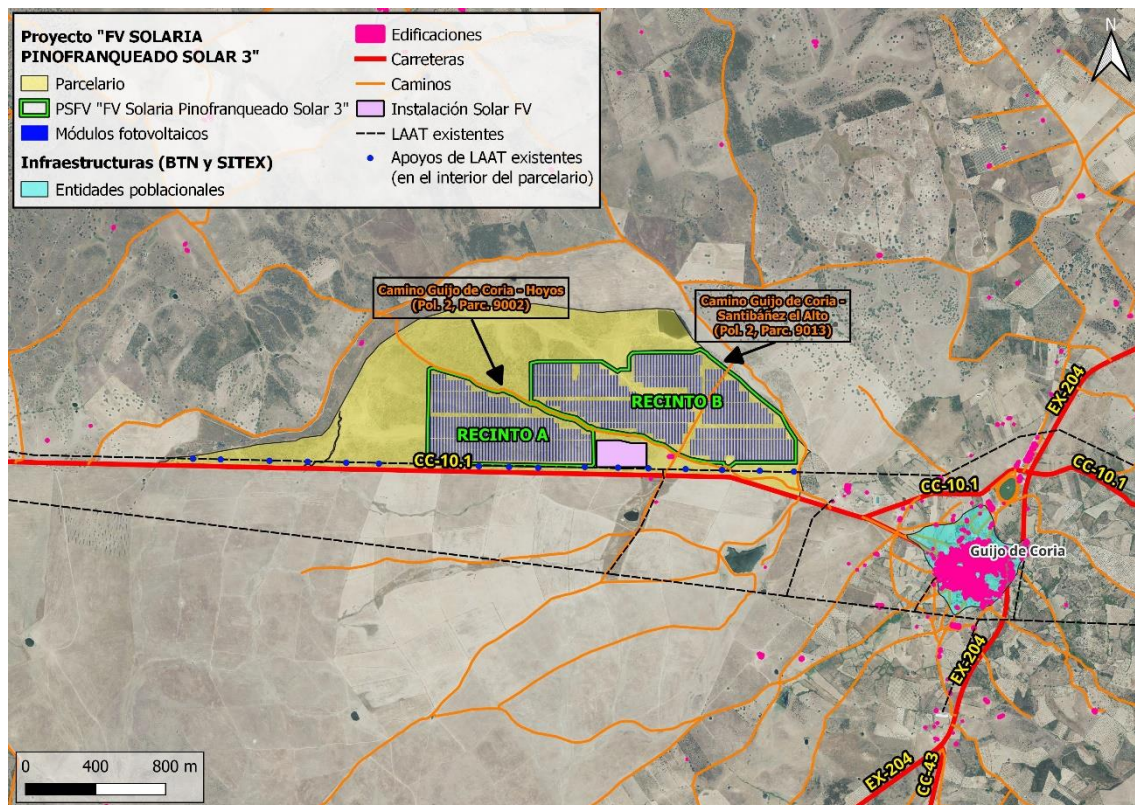 Proyecto "FV SOLARIA
PINOFRANQUEADO SOLAR 3"
Parcelario
PSFV "FV Solaria Pinofranqueado Solar 3"
Módulos fotovoltaicos
Infraestructuras (BTN y SITEX)
Entidades poblacionales
Edificaciones
Carreteras
Caminos
Instalación Solar FV
LAAT existentes
Apoyos de LAAT existentes
(en el interior del parcelario)
N
Camino Guijo de Coria - Hoyos
(Pol. 2, Parc. 9002)
Camino Guijo de Coria -
Santibáñez el Alto
(Pol. 2, Parc. 9013)
RECINTO B
RECINTO A
EX-204
CC-10.1
CC-10.1
CC-10.1
Guijo de Coria
EX-204
EX-204
CC-43
0 400 800 m